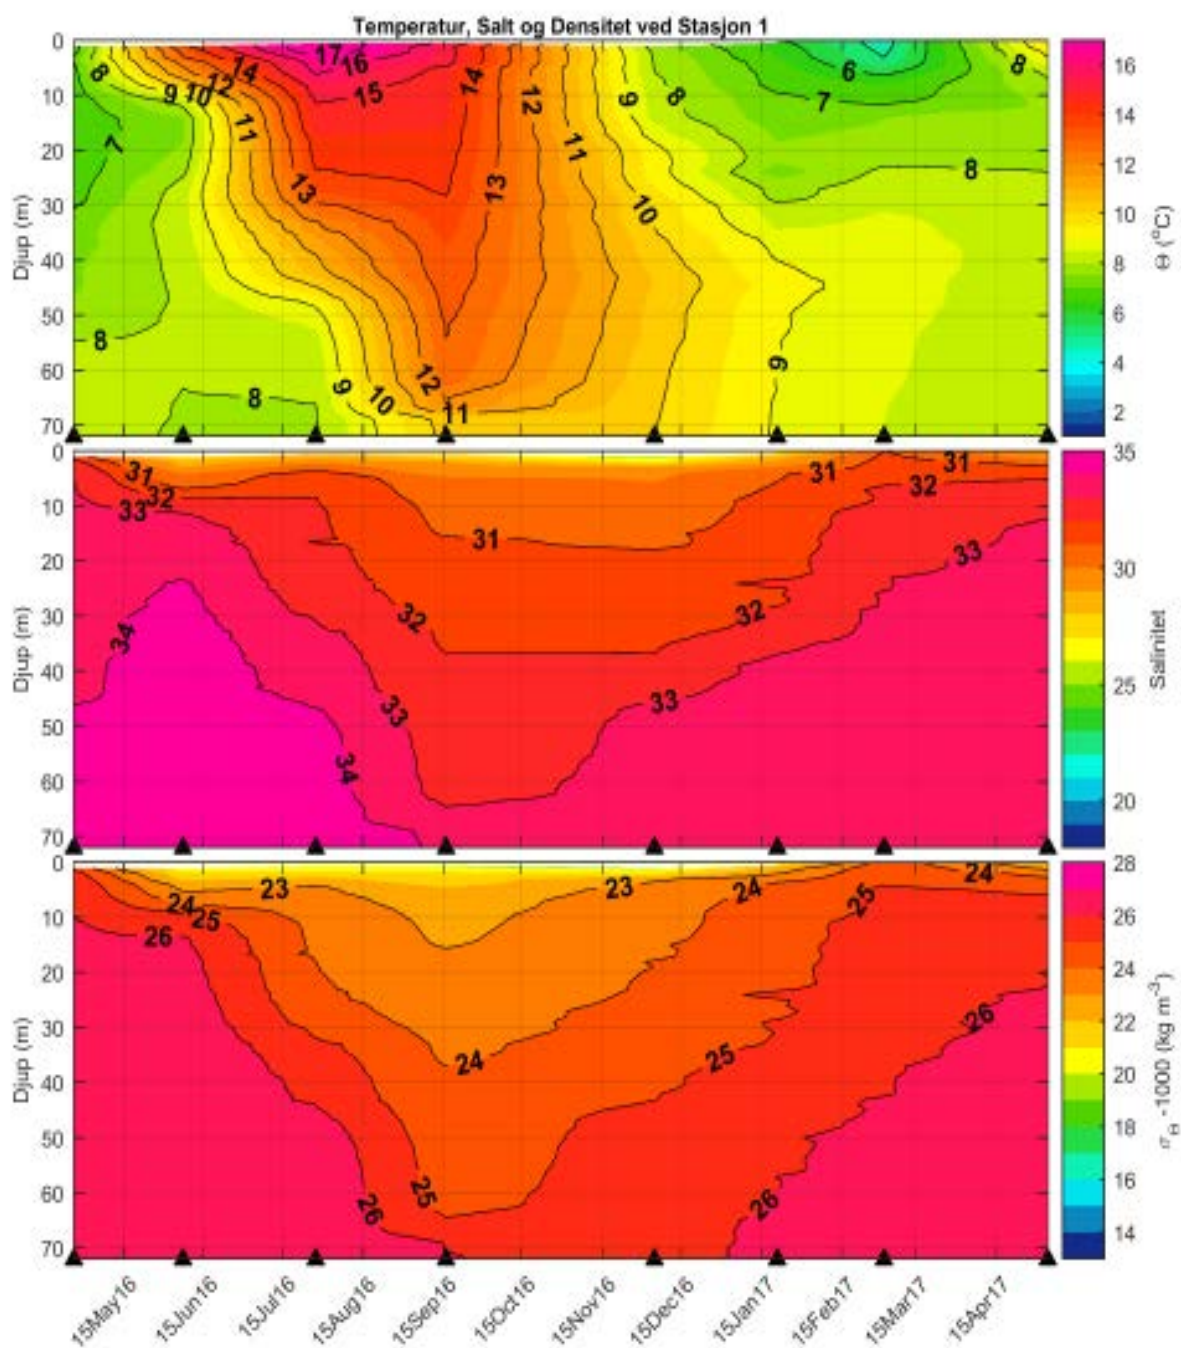 Temperatur, Salt og Densitet ved Stasjon 1
0
10
20
30
40
50
60
70
Djup (m)
8 9 10 12 14 17 16 15 14 12 9 8 6 7 8
7 11 13 13 11 10 8
8 8 9 10 12 11 9
16
14
12
10
8
6
4
2
Θ (°C)
0
10
20
30
40
50
60
70
Djup (m)
31 32 33 31 31 31 32 33
34 32 32
33 33
34
35
30
25
20
Salinitet
0
10
20
30
40
50
60
70
Djup (m)
24 25 23 23 24 25 24
26 24 25 26
26 25 26
28
26
24
22
20
18
16
14
σΘ -1000 (kg m-3)
15May16
15Jun16
15Jul16
15Aug16
15Sep16
15Oct16
15Nov16
15Dec16
15Jan17
15Feb17
15Mar17
15Apr17